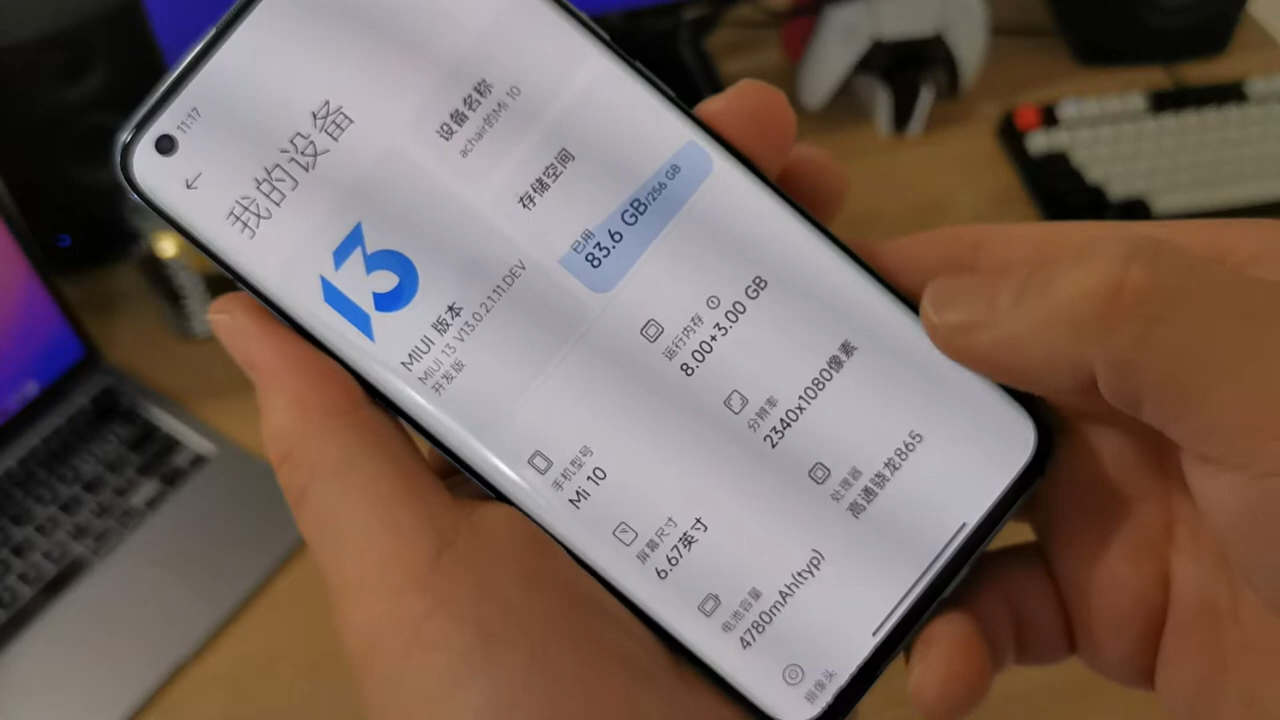 11:17
我的设备
13
MIUI 版本
MIUI 13 V13.0.2.1.11.DEV
开发版
设备名称
achair的Mi 10
存储空间
已用
83.6 GB/256 GB
手机型号
Mi 10
运行内存
8.00+3.00 GB
屏幕尺寸
6.67英寸
分辨率
2340x1080像素
电池容量
4780mAh(typ)
处理器
高通骁龙865
摄像头